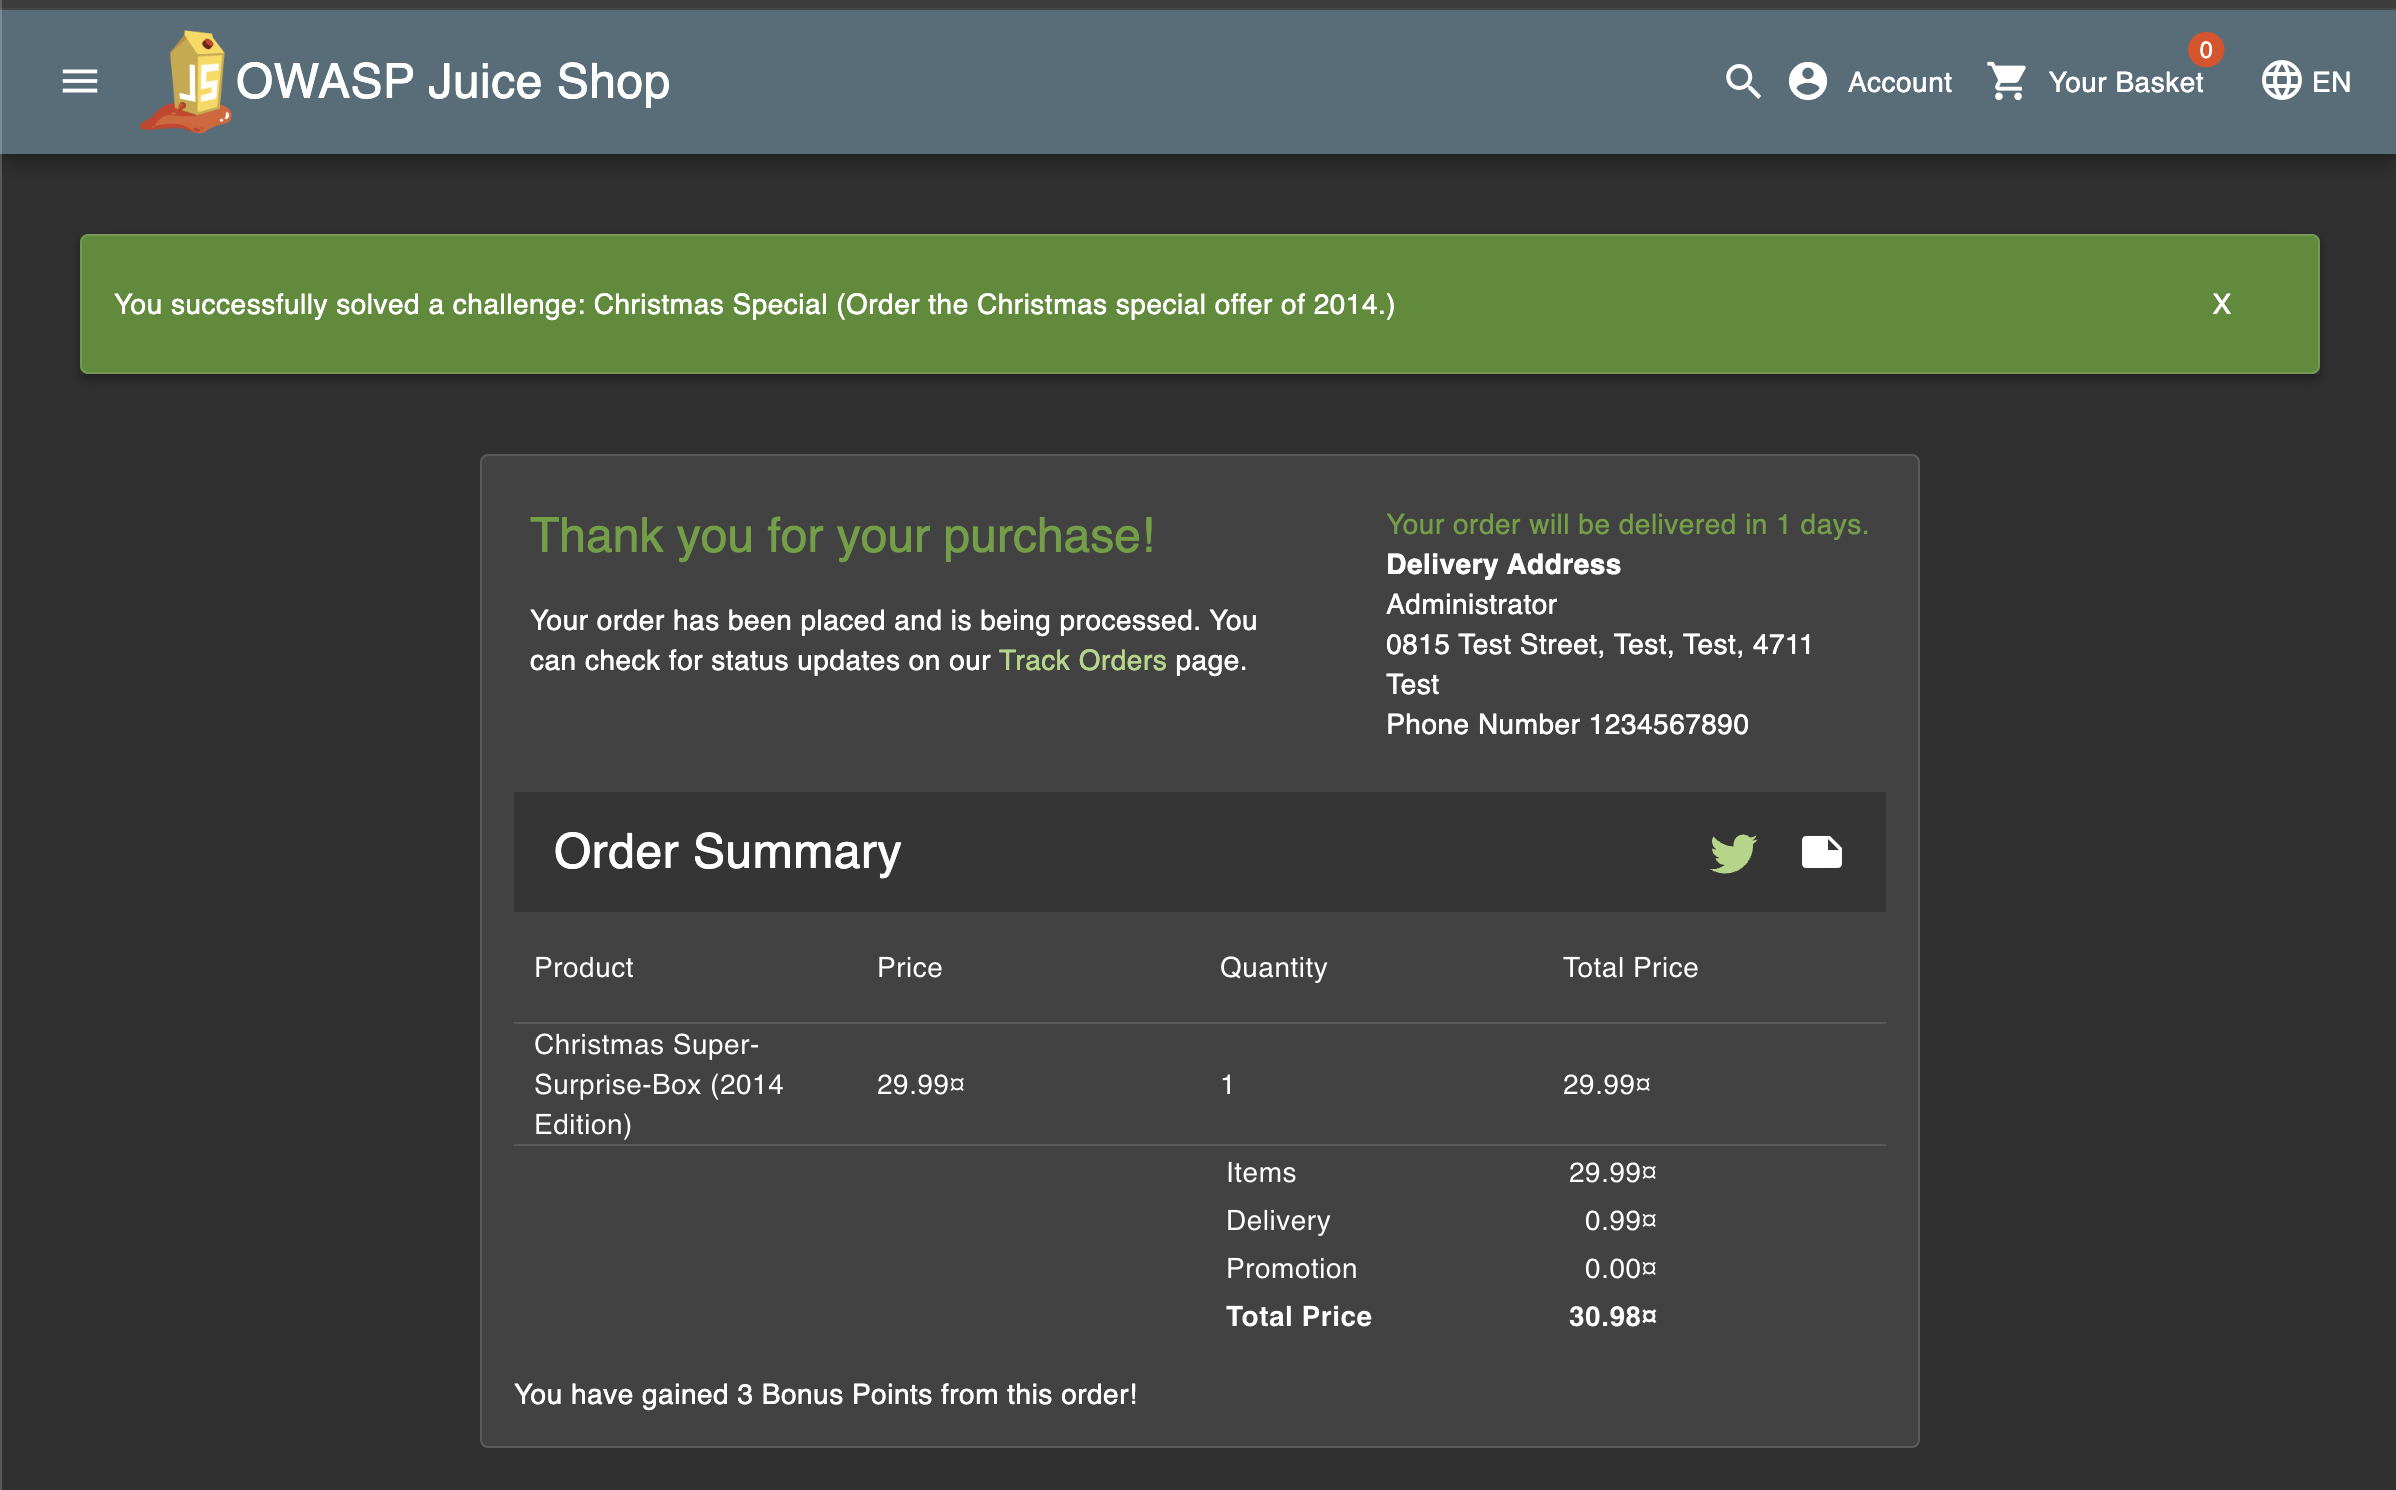 OWASP Juice Shop
Account
Your Basket
0
EN
You successfully solved a challenge: Christmas Special (Order the Christmas special offer of 2014.)
X
Thank you for your purchase!
Your order has been placed and is being processed. You
can check for status updates on our Track Orders page.
Your order will be delivered in 1 days.
Delivery Address
Administrator
0815 Test Street, Test, Test, 4711
Test
Phone Number 1234567890
Order Summary
Product Price Quantity Total Price
Christmas Super-
Surprise-Box (2014 29.99¤ 1 29.99¤
Edition)
Items 29.99¤
Delivery 0.99¤
Promotion 0.00¤
Total Price 30.98¤
You have gained 3 Bonus Points from this order!